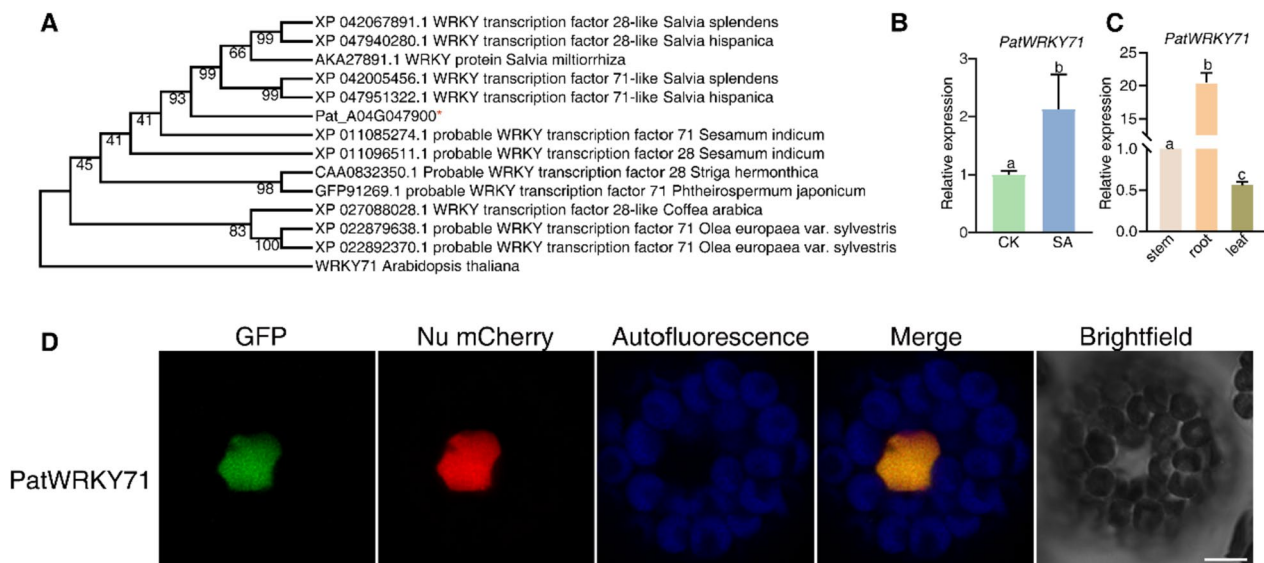 A
XP 042067891.1 WRKY transcription factor 28-like Salvia splendens
XP 047940280.1 WRKY transcription factor 28-like Salvia hispanica
AKA27891.1 WRKY protein Salvia miltiorrhiza
XP 042005456.1 WRKY transcription factor 71-like Salvia splendens
XP 047951322.1 WRKY transcription factor 71-like Salvia hispanica
Pat_A04G047900*
XP 011085274.1 probable WRKY transcription factor 71 Sesamum indicum
XP 011096511.1 probable WRKY transcription factor 28 Sesamum indicum
CAA0832350.1 Probable WRKY transcription factor 28 Striga hermonthica
GFP91269.1 probable WRKY transcription factor 71 Phtheirospermum japonicum
XP 027088028.1 WRKY transcription factor 28-like Coffea arabica
XP 022879638.1 probable WRKY transcription factor 71 Olea europaea var. sylvestris
XP 022892370.1 probable WRKY transcription factor 71 Olea europaea var. sylvestris
WRKY71 Arabidopsis thaliana
99
66
99
99
93
41
41
45
98
83
100
B
PatWRKY71
Relative expression
3
2
1
0
a
b
CK
SA
C
PatWRKY71
Relative expression
25
20
15
1.0
0.5
0.0
a
b
c
stem
root
leaf
D
GFP
Nu mCherry
Autofluorescence
Merge
Brightfield
PatWRKY71